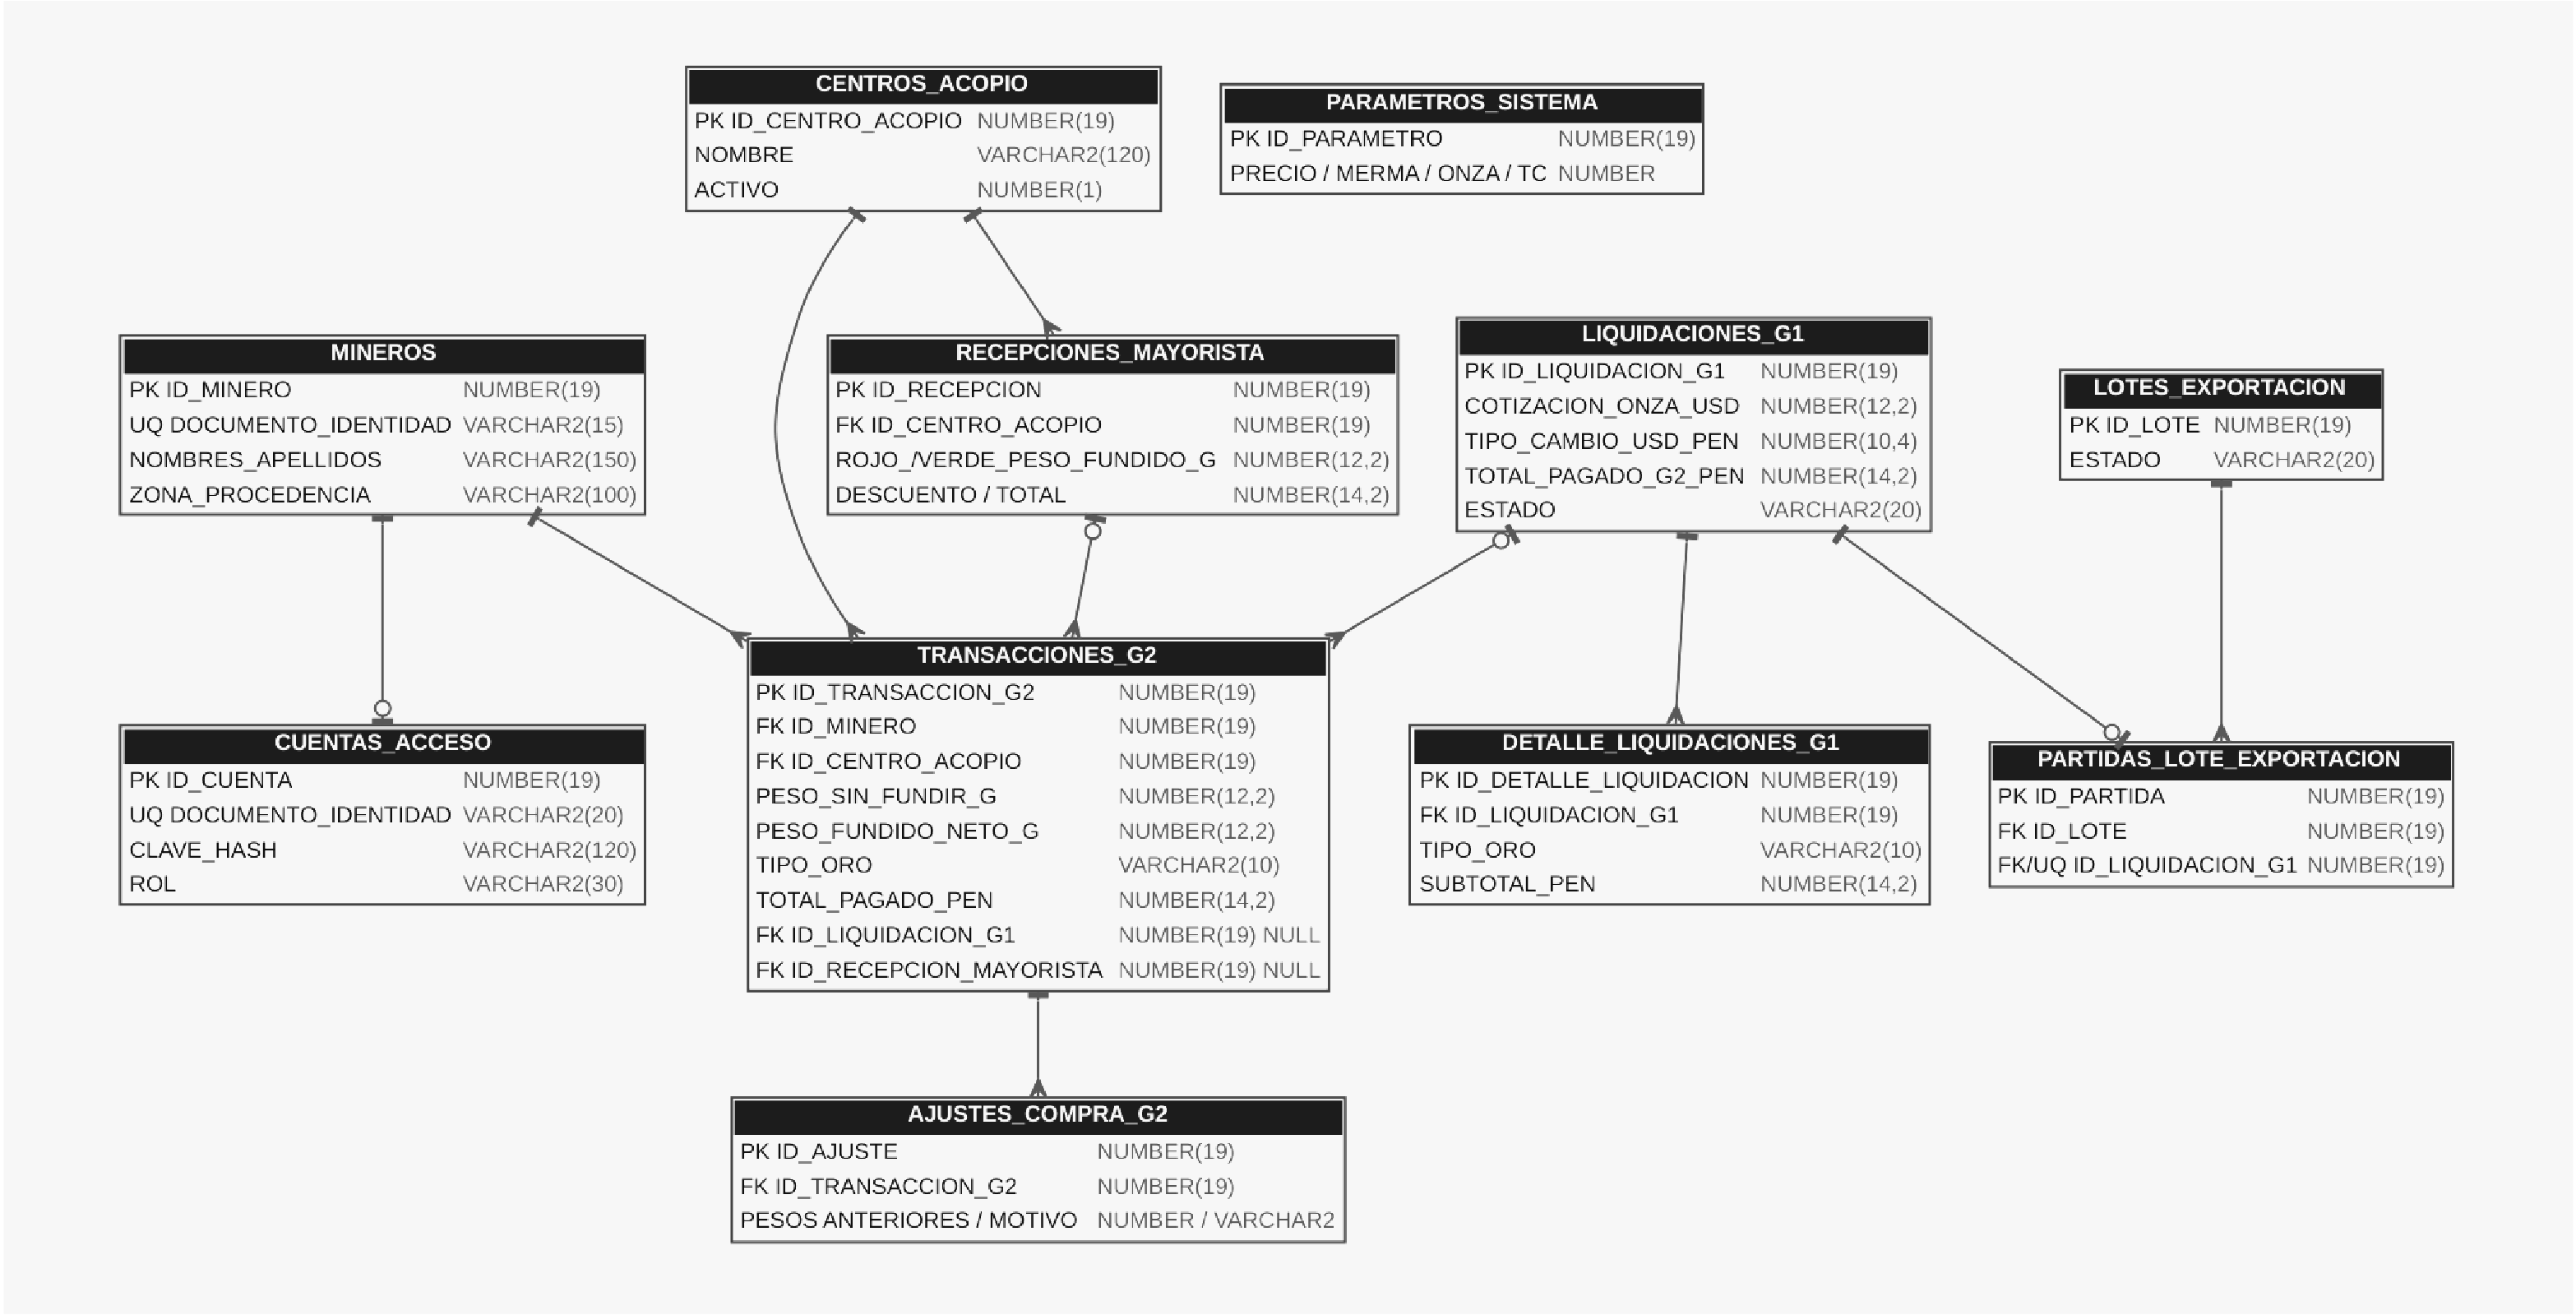 CENTROS_ACOPIO
PK ID_CENTRO_ACOPIO NUMBER(19)
NOMBRE VARCHAR2(120)
ACTIVO NUMBER(1)
PARAMETROS_SISTEMA
PK ID_PARAMETRO NUMBER(19)
PRECIO / MERMA / ONZA / TC NUMBER
MINEROS
PK ID_MINERO NUMBER(19)
UQ DOCUMENTO_IDENTIDAD VARCHAR2(15)
NOMBRES_APELLIDOS VARCHAR2(150)
ZONA_PROCEDENCIA VARCHAR2(100)
RECEPCIONES_MAYORISTA
PK ID_RECEPCION NUMBER(19)
FK ID_CENTRO_ACOPIO NUMBER(19)
ROJO_/VERDE_PESO_FUNDIDO_G NUMBER(12,2)
DESCUENTO / TOTAL NUMBER(14,2)
LIQUIDACIONES_G1
PK ID_LIQUIDACION_G1 NUMBER(19)
COTIZACION_ONZA_USD NUMBER(12,2)
TIPO_CAMBIO_USD_PEN NUMBER(10,4)
TOTAL_PAGADO_G2_PEN NUMBER(14,2)
ESTADO VARCHAR2(20)
LOTES_EXPORTACION
PK ID_LOTE NUMBER(19)
ESTADO VARCHAR2(20)
CUENTAS_ACCESO
PK ID_CUENTA NUMBER(19)
UQ DOCUMENTO_IDENTIDAD VARCHAR2(20)
CLAVE_HASH VARCHAR2(120)
ROL VARCHAR2(30)
TRANSACCIONES_G2
PK ID_TRANSACCION_G2 NUMBER(19)
FK ID_MINERO NUMBER(19)
FK ID_CENTRO_ACOPIO NUMBER(19)
PESO_SIN_FUNDIR_G NUMBER(12,2)
PESO_FUNDIDO_NETO_G NUMBER(12,2)
TIPO_ORO VARCHAR2(10)
TOTAL_PAGADO_PEN NUMBER(14,2)
FK ID_LIQUIDACION_G1 NUMBER(19) NULL
FK ID_RECEPCION_MAYORISTA NUMBER(19) NULL
DETALLE_LIQUIDACIONES_G1
PK ID_DETALLE_LIQUIDACION NUMBER(19)
FK ID_LIQUIDACION_G1 NUMBER(19)
TIPO_ORO VARCHAR2(10)
SUBTOTAL_PEN NUMBER(14,2)
PARTIDAS_LOTE_EXPORTACION
PK ID_PARTIDA NUMBER(19)
FK ID_LOTE NUMBER(19)
FK/UQ ID_LIQUIDACION_G1 NUMBER(19)
AJUSTES_COMPRA_G2
PK ID_AJUSTE NUMBER(19)
FK ID_TRANSACCION_G2 NUMBER(19)
PESOS ANTERIORES / MOTIVO NUMBER / VARCHAR2